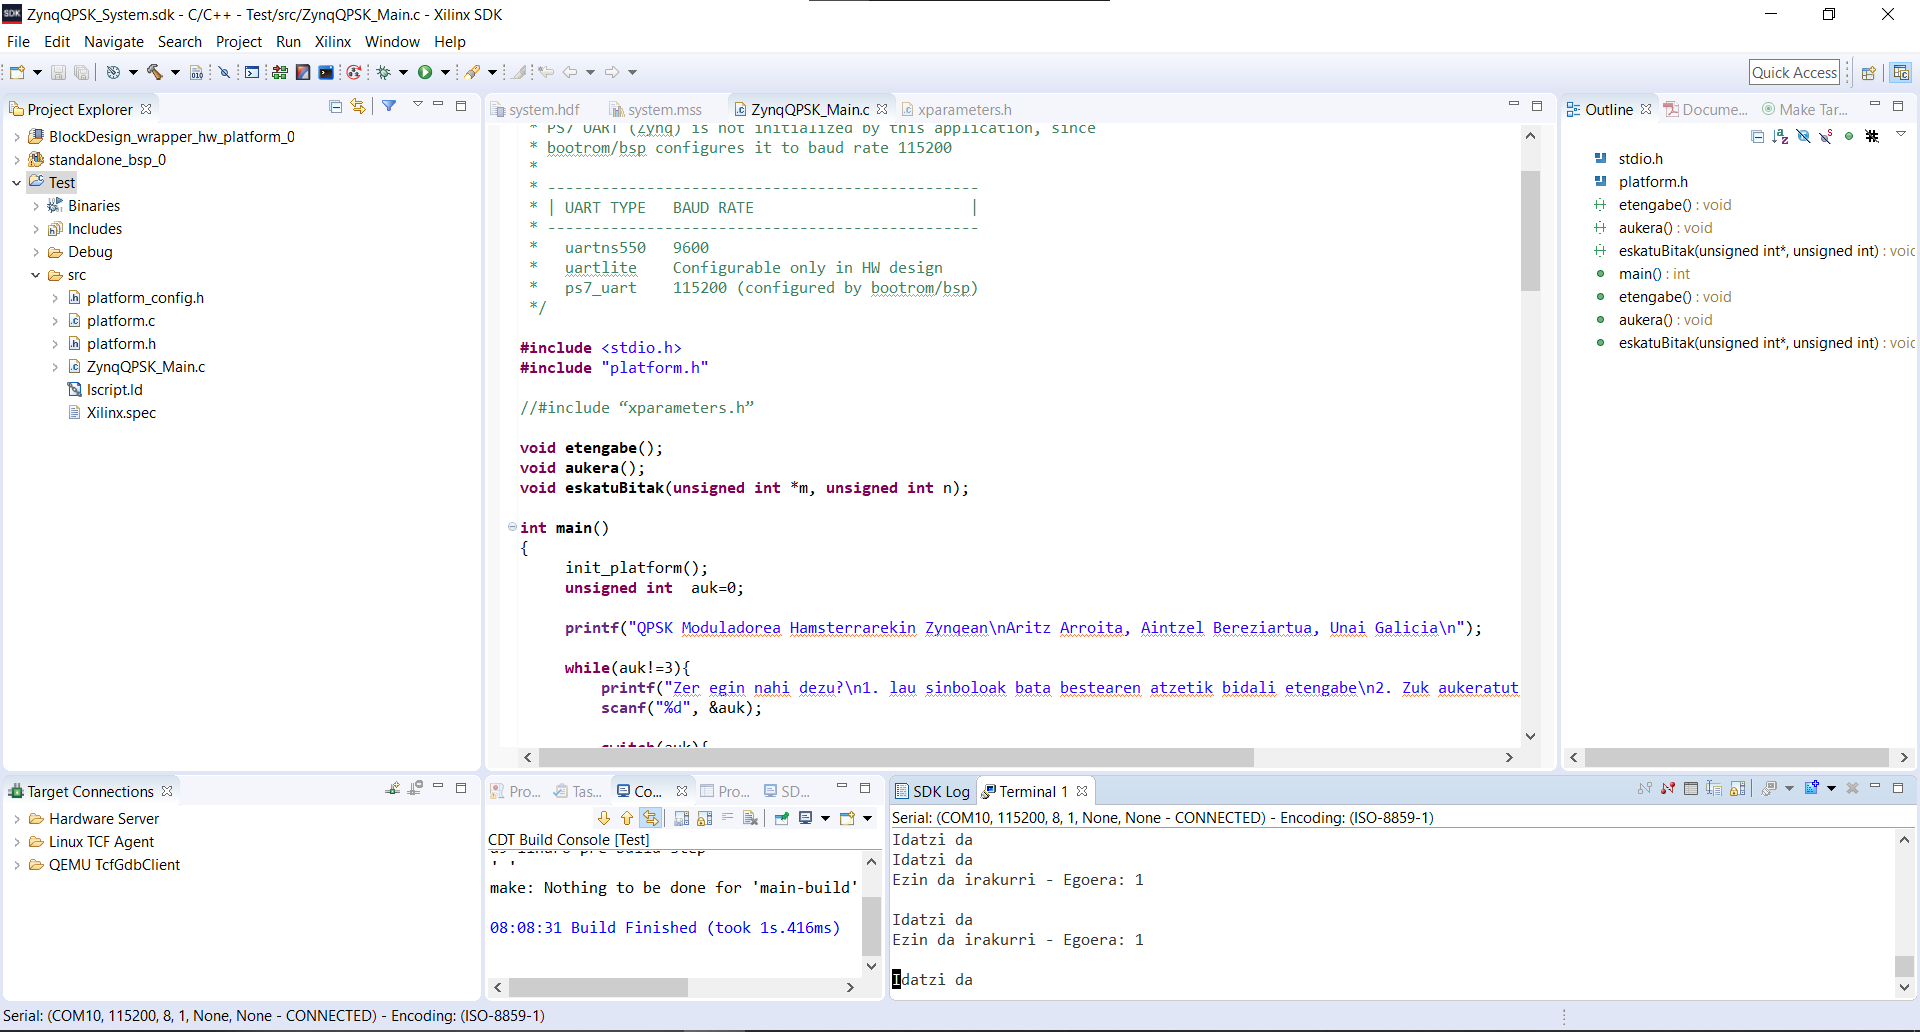 ZynqQPSK_System.sdk - C/C++ - Test/src/ZynqQPSK_Main.c - Xilinx SDK
File Edit Navigate Search Project Run Xilinx Window Help
Quick Access
Project Explorer
BlockDesign_wrapper_hw_platform_0
standalone_bsp_0
Test
Binaries
Includes
Debug
src
platform_config.h
platform.c
platform.h
ZynqQPSK_Main.c
lscript.ld
Xilinx.spec
system.hdf system.mss ZynqQPSK_Main.c xparameters.h
* PS7 UART (Zynq) is not initialized by this application, since
* bootrom/bsp configures it to baud rate 115200
*
* ------------------------------------------------
* | UART TYPE   BAUD RATE                        |
* ------------------------------------------------
*   uartns550   9600
*   uartlite    Configurable only in HW design
*   ps7_uart    115200 (configured by bootrom/bsp)
*/
#include <stdio.h>
#include "platform.h"
//#include “xparameters.h”
void etengabe();
void aukera();
void eskatuBitak(unsigned int *m, unsigned int n);
int main()
{
init_platform();
unsigned int  auk=0;
printf("QPSK Moduladorea Hamsterrarekin Zynqean\nAritz Arroita, Aintzel Bereziartua, Unai Galicia\n");
while(auk!=3){
printf("Zer egin nahi dezu?\n1. lau sinboloak bata bestearen atzetik bidali etengabe\n2. Zuk aukeratut
scanf("%d", &auk);
switch(auk){
Outline Docume... Make Tar...
stdio.h
platform.h
etengabe() : void
aukera() : void
eskatuBitak(unsigned int*, unsigned int) : voic
main() : int
etengabe() : void
aukera() : void
eskatuBitak(unsigned int*, unsigned int) : voic
Target Connections
Hardware Server
Linux TCF Agent
QEMU TcfGdbClient
Pro... Tas... Co... Pro... SD...
CDT Build Console [Test]
' '
make: Nothing to be done for 'main-build'
08:08:31 Build Finished (took 1s.416ms)
SDK Log Terminal 1
Serial: (COM10, 115200, 8, 1, None, None - CONNECTED) - Encoding: (ISO-8859-1)
Idatzi da
Idatzi da
Ezin da irakurri - Egoera: 1
Idatzi da
Ezin da irakurri - Egoera: 1
Idatzi da
Serial: (COM10, 115200, 8, 1, None, None - CONNECTED) - Encoding: (ISO-8859-1)